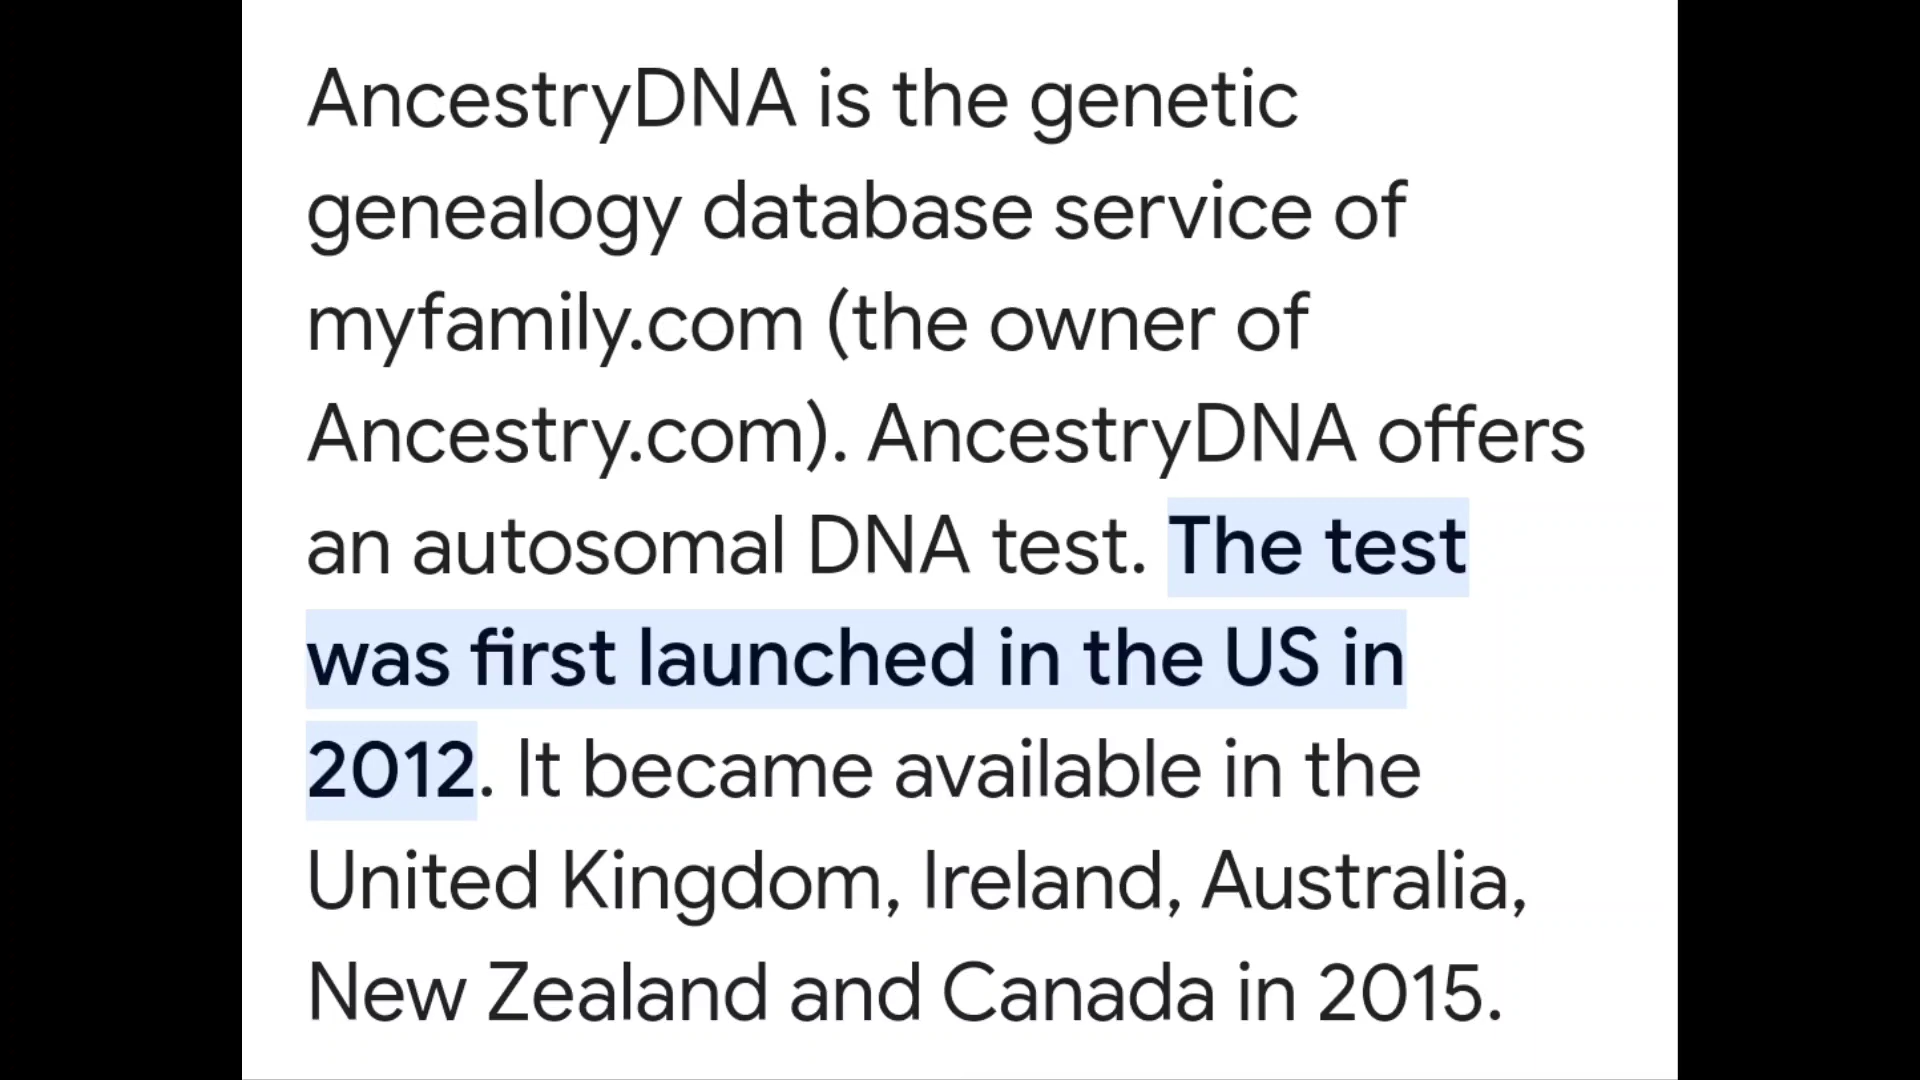 AncestryDNA is the genetic
genealogy database service of
myfamily.com (the owner of
Ancestry.com). AncestryDNA offers
an autosomal DNA test. The test
was first launched in the US in
2012. It became available in the
United Kingdom, Ireland, Australia,
New Zealand and Canada in 2015.